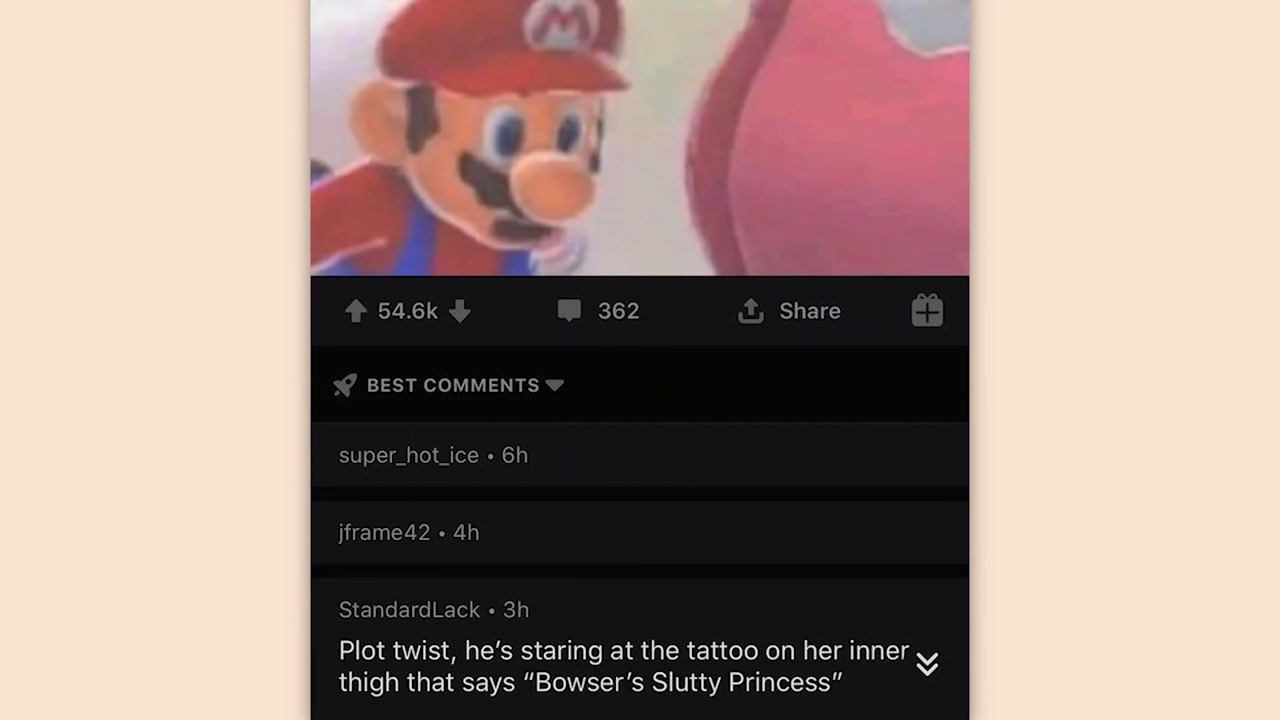 M
54.6k
362
Share
BEST COMMENTS
super_hot_ice • 6h
jframe42 • 4h
StandardLack • 3h
Plot twist, he’s staring at the tattoo on her inner
thigh that says “Bowser’s Slutty Princess”